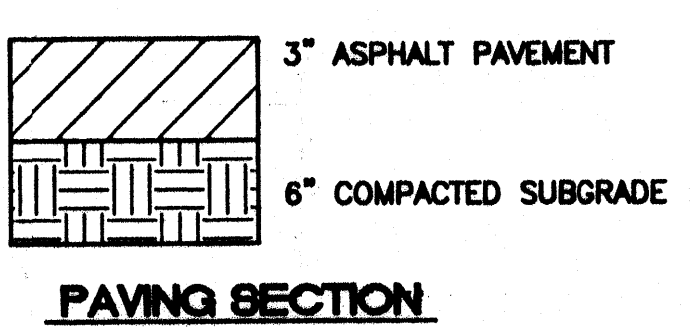 3" ASPHALT PAVEMENT
6" COMPACTED SUBGRADE
PAVING SECTION